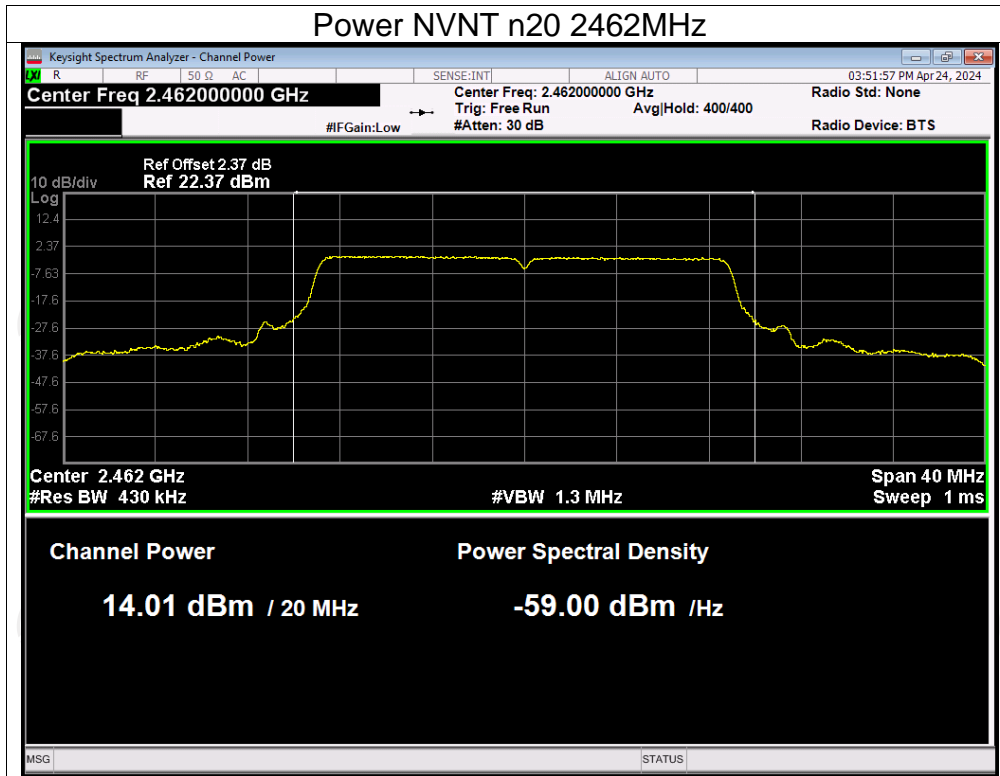 Power NVNT n20 2462MHz
Keysight Spectrum Analyzer - Channel Power
LXI R RF 50 Ω AC SENSE:INT ALIGN AUTO 03:51:57 PM Apr 24, 2024
Center Freq 2.462000000 GHz Center Freq: 2.462000000 GHz Radio Std: None
Trig: Free Run Avg|Hold: 400/400
#IFGain:Low #Atten: 30 dB Radio Device: BTS
Ref Offset 2.37 dB
10 dB/div Ref 22.37 dBm
Log
12.4
2.37
-7.63
-17.6
-27.6
-37.6
-47.6
-57.6
-67.6
Center 2.462 GHz Span 40 MHz
#Res BW 430 kHz #VBW 1.3 MHz Sweep 1 ms
Channel Power Power Spectral Density
14.01 dBm / 20 MHz -59.00 dBm /Hz
MSG STATUS